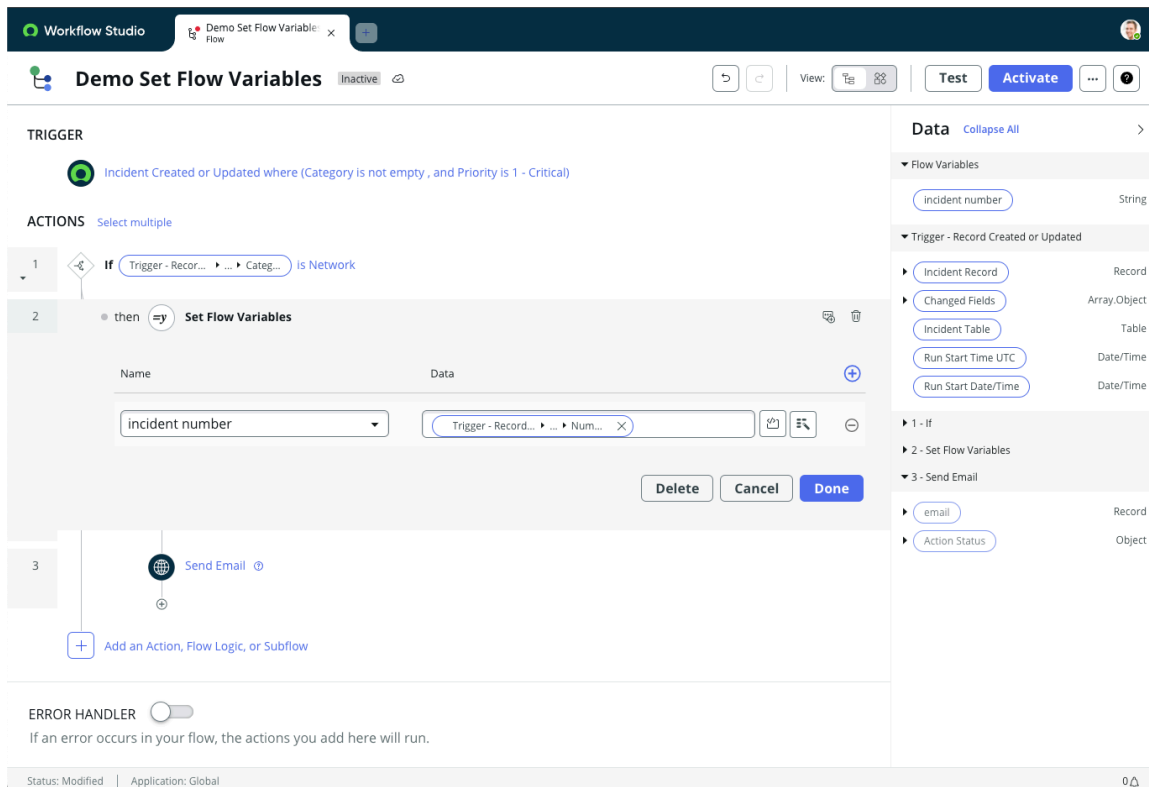 Workflow Studio
Demo Set Flow Variable
Flow
Demo Set Flow Variables
Inactive
View:
Test
Activate
TRIGGER
Incident Created or Updated where (Category is not empty , and Priority is 1 - Critical)
ACTIONS
Select multiple
1
If
Trigger - Recor... ▸ ... ▸ Categ...
is Network
2
then
=y
Set Flow Variables
Name
Data
incident number
Trigger - Record... ▸ ... ▸ Num...
Delete
Cancel
Done
3
Send Email
Add an Action, Flow Logic, or Subflow
ERROR HANDLER
If an error occurs in your flow, the actions you add here will run.
Status: Modified
Application: Global
Data
Collapse All
Flow Variables
incident number
String
Trigger - Record Created or Updated
Incident Record
Record
Changed Fields
Array.Object
Incident Table
Table
Run Start Time UTC
Date/Time
Run Start Date/Time
Date/Time
1 - If
2 - Set Flow Variables
3 - Send Email
email
Record
Action Status
Object
0